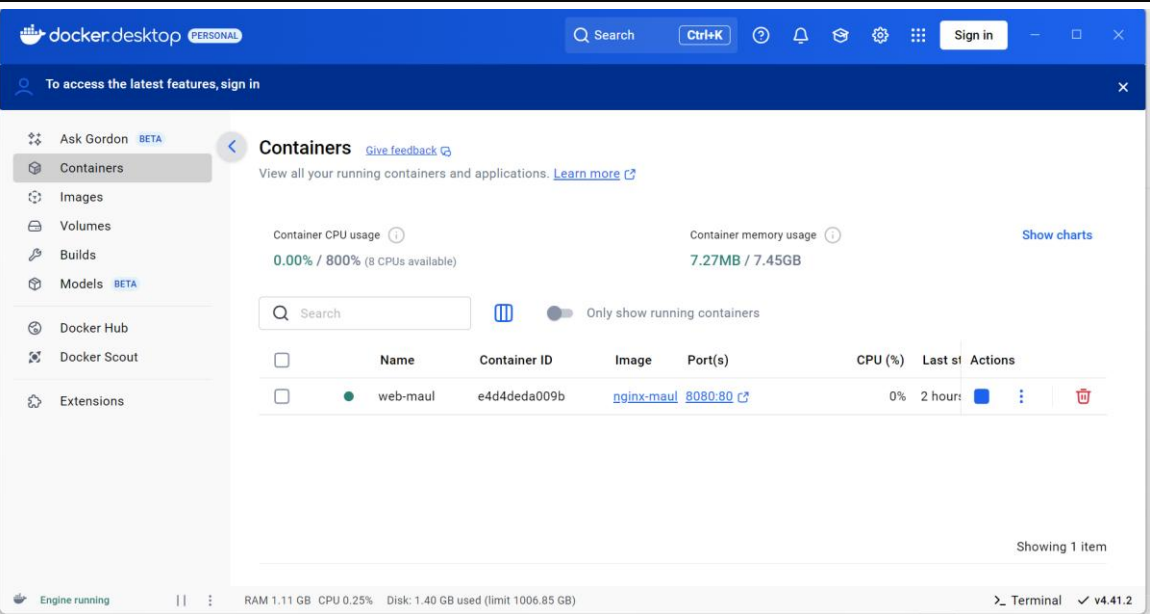 docker.desktop PERSONAL
Search Ctrl+K
Sign in
To access the latest features, sign in
Ask Gordon BETA
Containers
Images
Volumes
Builds
Models BETA
Docker Hub
Docker Scout
Extensions
Containers Give feedback
View all your running containers and applications. Learn more
Container CPU usage
0.00% / 800% (8 CPUs available)
Container memory usage
7.27MB / 7.45GB
Show charts
Search
Only show running containers
Name Container ID Image Port(s) CPU (%) Last st Actions
web-maul e4d4deda009b nginx-maul 8080:80 0% 2 hours
Showing 1 item
Engine running
RAM 1.11 GB CPU 0.25% Disk: 1.40 GB used (limit 1006.85 GB)
Terminal v4.41.2